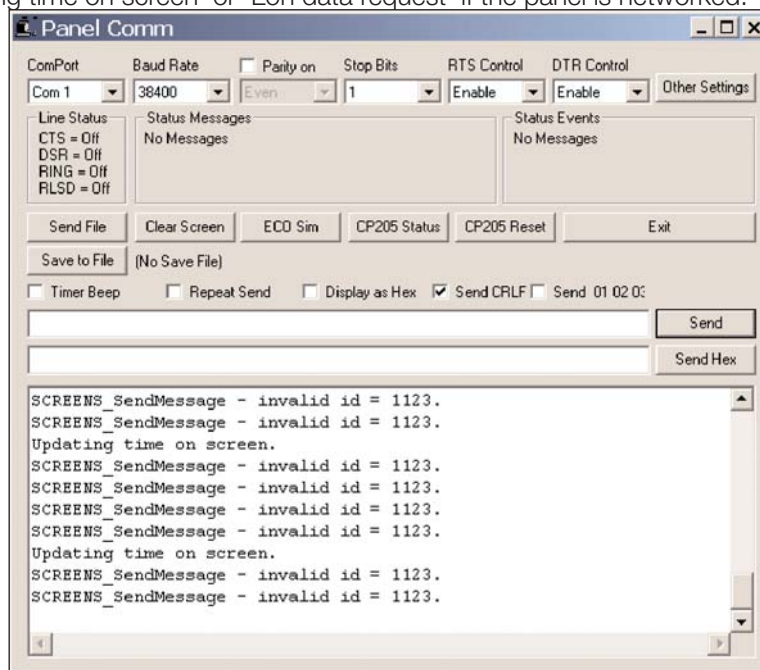 ng time on screen" or "Lon data request" if the panel is networked.
Panel Comm
ComPort Baud Rate Parity on Stop Bits RTS Control DTR Control
Com 1 38400 Even 1 Enable Enable Other Settings
Line Status Status Messages Status Events
CTS = Off No Messages No Messages
DSR = Off
RING = Off
RLSD = Off
Send File Clear Screen ECO Sim CP205 Status CP205 Reset Exit
Save to File (No Save File)
Timer Beep Repeat Send Display as Hex Send CRLF Send 01 02 03
Send
Send Hex
SCREENS_SendMessage - invalid id = 1123.
SCREENS_SendMessage - invalid id = 1123.
Updating time on screen.
SCREENS_SendMessage - invalid id = 1123.
SCREENS_SendMessage - invalid id = 1123.
SCREENS_SendMessage - invalid id = 1123.
SCREENS_SendMessage - invalid id = 1123.
Updating time on screen.
SCREENS_SendMessage - invalid id = 1123.
SCREENS_SendMessage - invalid id = 1123.